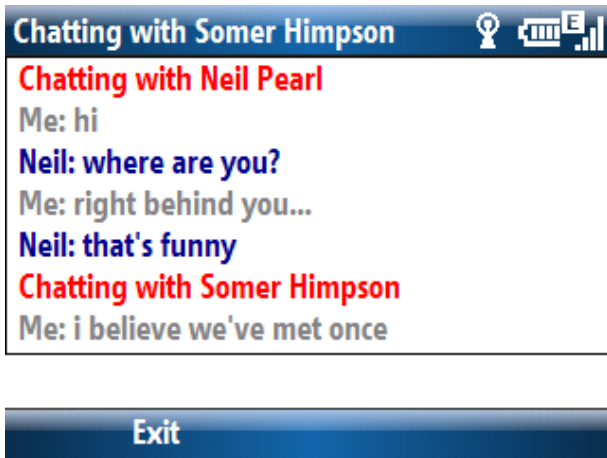 Chatting with Somer Himpson E
Chatting with Neil Pearl
Me: hi
Neil: where are you?
Me: right behind you...
Neil: that's funny
Chatting with Somer Himpson
Me: i believe we've met once
Exit